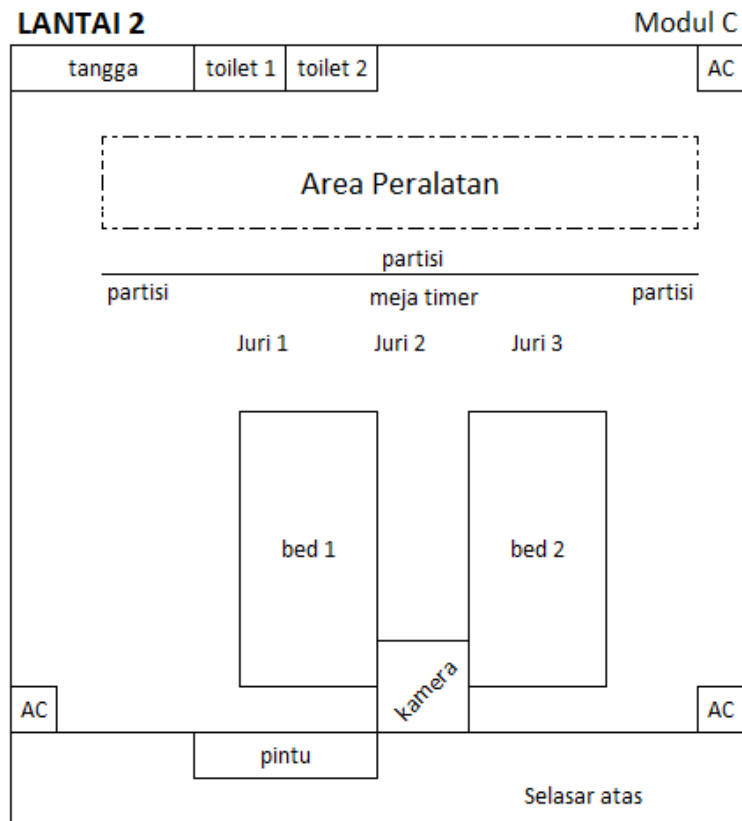 LANTAI 2
Modul C
tangga
toilet 1
toilet 2
AC
Area Peralatan
partisi
partisi
meja timer
partisi
Juri 1
Juri 2
Juri 3
bed 1
bed 2
kamera
AC
AC
pintu
Selasar atas